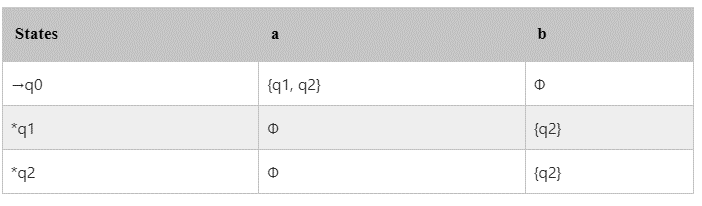 States a b
→q0 {q1, q2} Φ
*q1 Φ {q2}
*q2 Φ {q2}